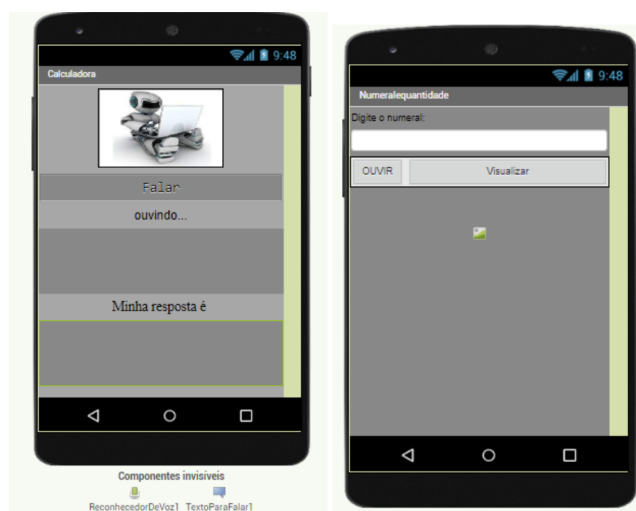 9:48
Calculadora
Falar
ouvindo...
Minha resposta é
Componentes invisíveis
ReconhecedorDeVoz1 TextoParaFalar1
9:48
Numeralequantidade
Digite o numeral:
OUVIR Visualizar